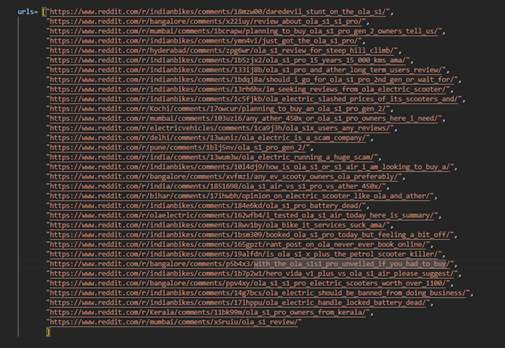 urls= ["https://www.reddit.com/r/indianbikes/comments/18mzw00/daredevil_stunt_on_the_ola_s1/",
"https://www.reddit.com/r/bangalore/comments/x22iuy/review_about_ola_s1_s1_pro/",
"https://www.reddit.com/r/mumbai/comments/1bcrapw/planning_to_buy_ola_s1_pro_gen_2_owners_tell_us/",
"https://www.reddit.com/r/indianbikes/comments/ymn4vi/just_got_the_ola_s1_pro/",
"https://www.reddit.com/r/hyderabad/comments/zpg6wr/ola_s1_review_for_steep_hill_climb/",
"https://www.reddit.com/r/indianbikes/comments/1b5zjx2/ola_s1_pro_15_years_15_000_kms_ama/",
"https://www.reddit.com/r/indianbikes/comments/133ij8b/ola_s1_pro_and_ather_long_term_users_review/",
"https://www.reddit.com/r/indianbikes/comments/1bdqj8a/should_i_go_for_ola_s1_pro_2nd_gen_or_wait_for/",
"https://www.reddit.com/r/indianbikes/comments/13rh6hx/im_seeking_reviews_from_ola_electric_scooter/",
"https://www.reddit.com/r/indianbikes/comments/1c5fjkb/ola_electric_slashed_prices_of_its_scooters_and/",
"https://www.reddit.com/r/Kochi/comments/17owcur/planning_to_buy_an_ola_s1_pro_gen_2/",
"https://www.reddit.com/r/mumbai/comments/103uzi6/any_ather_450x_or_ola_s1_pro_owners_here_i_need/",
"https://www.reddit.com/r/electricvehicles/comments/1ca9j3h/ola_s1x_users_any_reviews/",
"https://www.reddit.com/r/delhi/comments/13wuniz/ola_electric_is_a_scam_company/",
"https://www.reddit.com/r/pune/comments/1blj5nv/ola_s1_pro_gen_2/",
"https://www.reddit.com/r/india/comments/13wum3w/ola_electric_running_a_huge_scam/",
"https://www.reddit.com/r/indianbikes/comments/10l4dj9/how_is_ola_s1_or_s1_air_i_am_looking_to_buy_a/",
"https://www.reddit.com/r/bangalore/comments/xvfmzi/any_ev_scooty_owners_ola_preferably/",
"https://www.reddit.com/r/india/comments/1851698/ola_s1_air_vs_s1_pro_vs_ather_450x/",
"https://www.reddit.com/r/bihar/comments/17ihwbh/opinion_on_electric_scooter_like_ola_and_ather/",
"https://www.reddit.com/r/indianbikes/comments/184e6kd/ola_s1_pro_battery_dead/",
"https://www.reddit.com/r/olaelectric/comments/162wfb4/i_tested_ola_s1_air_today_here_is_summary/",
"https://www.reddit.com/r/indianbikes/comments/18wv1by/ola_bike_it_services_suck_ama/",
"https://www.reddit.com/r/indianbikes/comments/1bsm309/booked_ola_s1_pro_today_but_feeling_a_bit_off/",
"https://www.reddit.com/r/indianbikes/comments/165gpzt/rant_post_on_ola_never_ever_book_online/",
"https://www.reddit.com/r/indianbikes/comments/19alfdn/is_ola_s1_x_plus_the_petrol_scooter_killer/",
"https://www.reddit.com/r/bangalore/comments/p5b4x3/with_the_ola_s1s1_pro_unveiled_if_you_had_to_buy/",
"https://www.reddit.com/r/indianbikes/comments/1b7p2w1/hero_vida_v1_plus_vs_ola_s1_air_please_suggest/",
"https://www.reddit.com/r/bangalore/comments/ppv4xy/ola_s1_s1_pro_electric_scooters_worth_over_1100/",
"https://www.reddit.com/r/indianbikes/comments/14g7bcs/ola_electric_should_be_banned_from_doing_business/",
"https://www.reddit.com/r/indianbikes/comments/17lhppu/ola_electric_handle_locked_battery_dead/",
"https://www.reddit.com/r/Kerala/comments/11bk99m/ola_s1_pro_owners_from_kerala/",
"https://www.reddit.com/r/mumbai/comments/x5ruiu/ola_s1_review/"
]